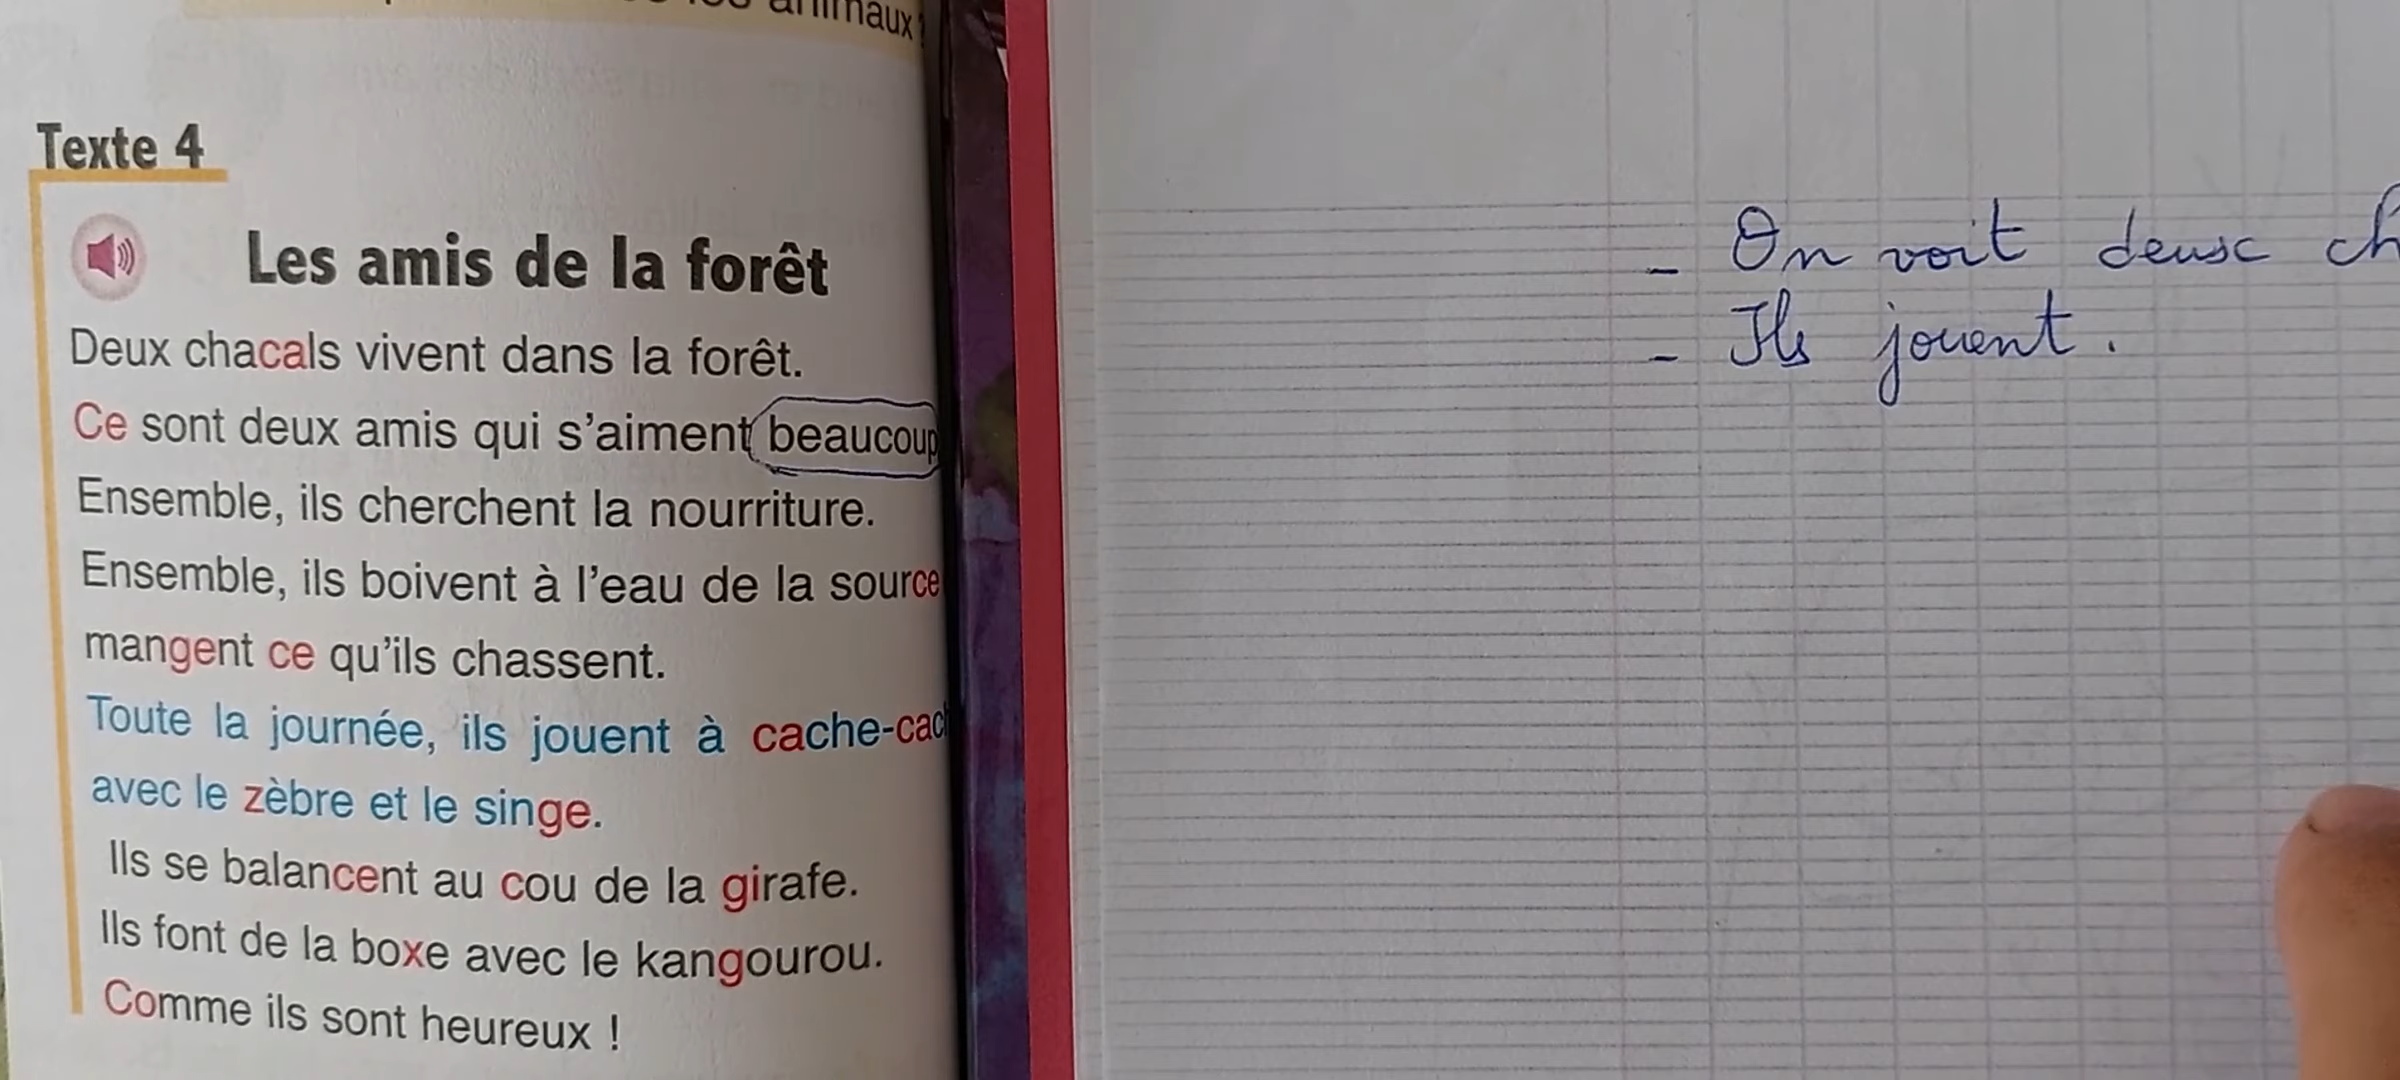 animaux ?
Texte 4
Les amis de la forêt
Deux chacals vivent dans la forêt.
Ce sont deux amis qui s'aiment beaucoup
Ensemble, ils cherchent la nourriture.
Ensemble, ils boivent à l'eau de la source
mangent ce qu'ils chassent.
Toute la journée, ils jouent à cache-cac
avec le zèbre et le singe.
Ils se balancent au cou de la girafe.
Ils font de la boxe avec le kangourou.
Comme ils sont heureux !
- On voit deux ch
- Ils jouent.